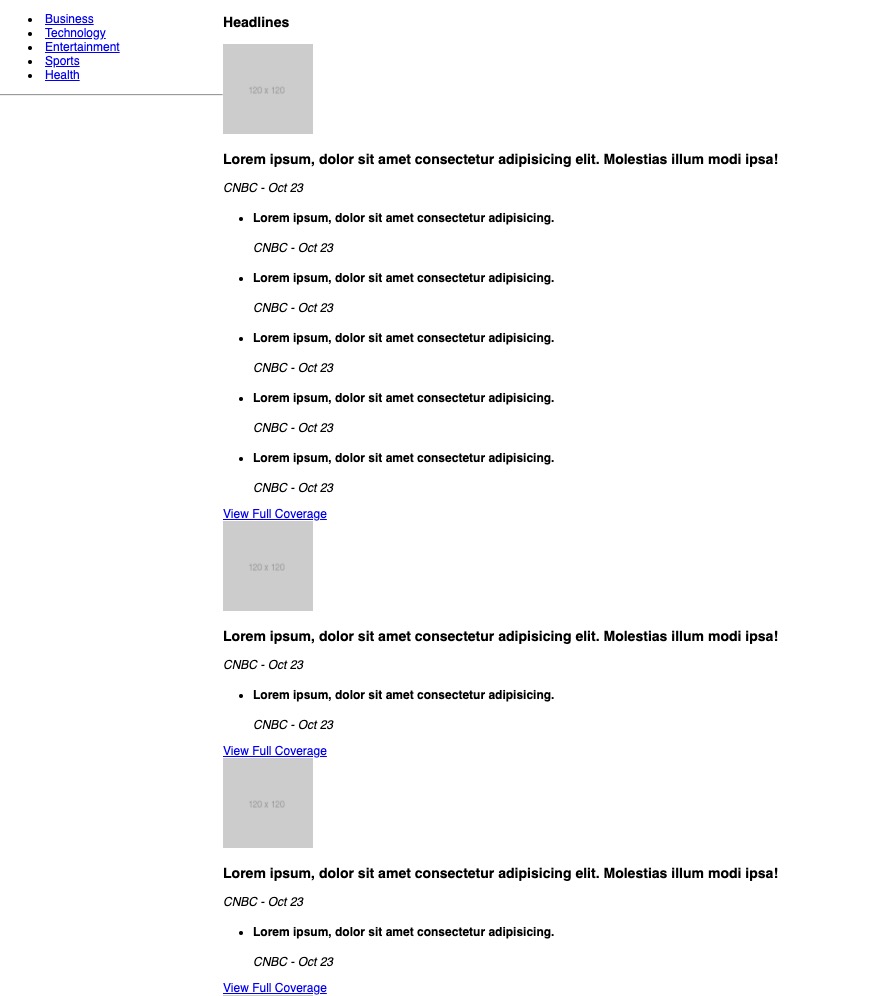 Business
Technology
Entertainment
Sports
Health
Headlines
120 x 120
Lorem ipsum, dolor sit amet consectetur adipisicing elit. Molestias illum modi ipsa!
CNBC - Oct 23
Lorem ipsum, dolor sit amet consectetur adipisicing.
CNBC - Oct 23
Lorem ipsum, dolor sit amet consectetur adipisicing.
CNBC - Oct 23
Lorem ipsum, dolor sit amet consectetur adipisicing.
CNBC - Oct 23
Lorem ipsum, dolor sit amet consectetur adipisicing.
CNBC - Oct 23
Lorem ipsum, dolor sit amet consectetur adipisicing.
CNBC - Oct 23
View Full Coverage
120 x 120
Lorem ipsum, dolor sit amet consectetur adipisicing elit. Molestias illum modi ipsa!
CNBC - Oct 23
Lorem ipsum, dolor sit amet consectetur adipisicing.
CNBC - Oct 23
View Full Coverage
120 x 120
Lorem ipsum, dolor sit amet consectetur adipisicing elit. Molestias illum modi ipsa!
CNBC - Oct 23
Lorem ipsum, dolor sit amet consectetur adipisicing.
CNBC - Oct 23
View Full Coverage